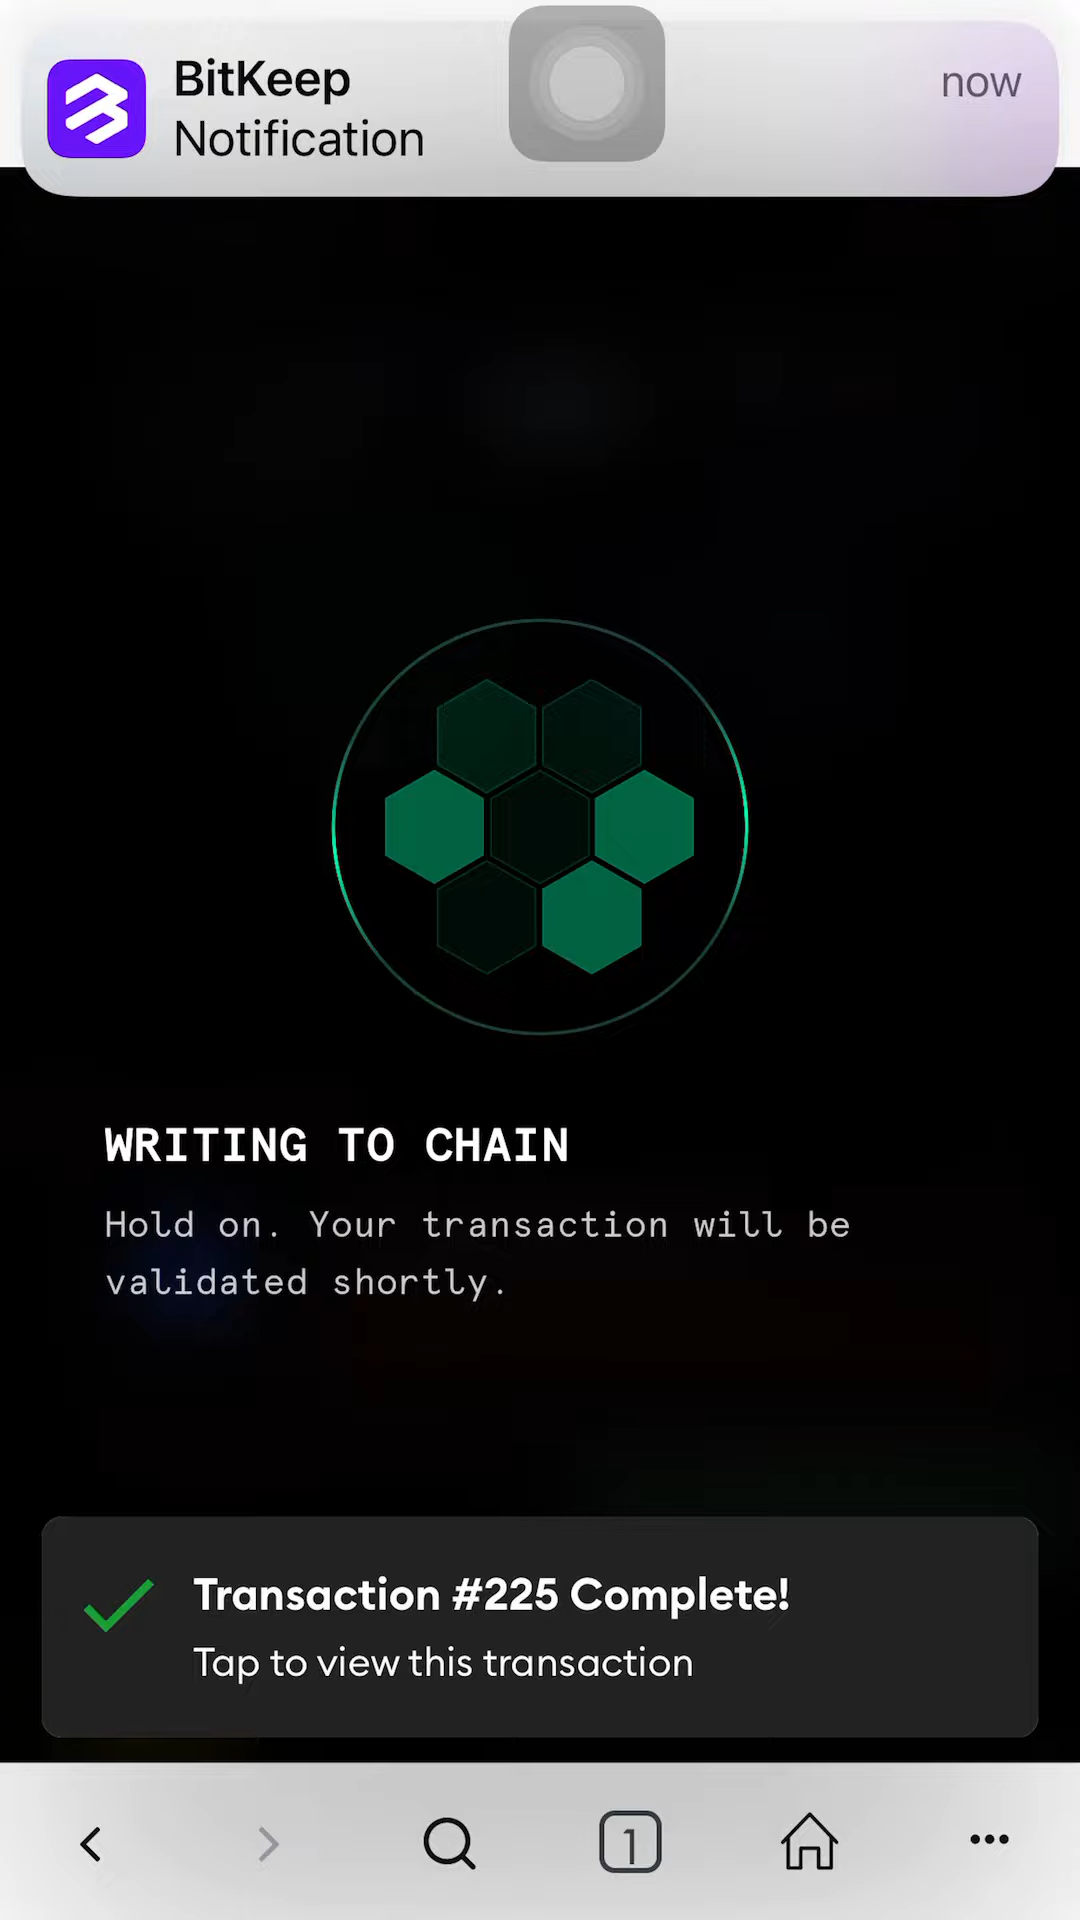 BitKeep
now
Notification
WRITING TO CHAIN
Hold on. Your transaction will be
validated shortly.
Transaction #225 Complete!
Tap to view this transaction
1